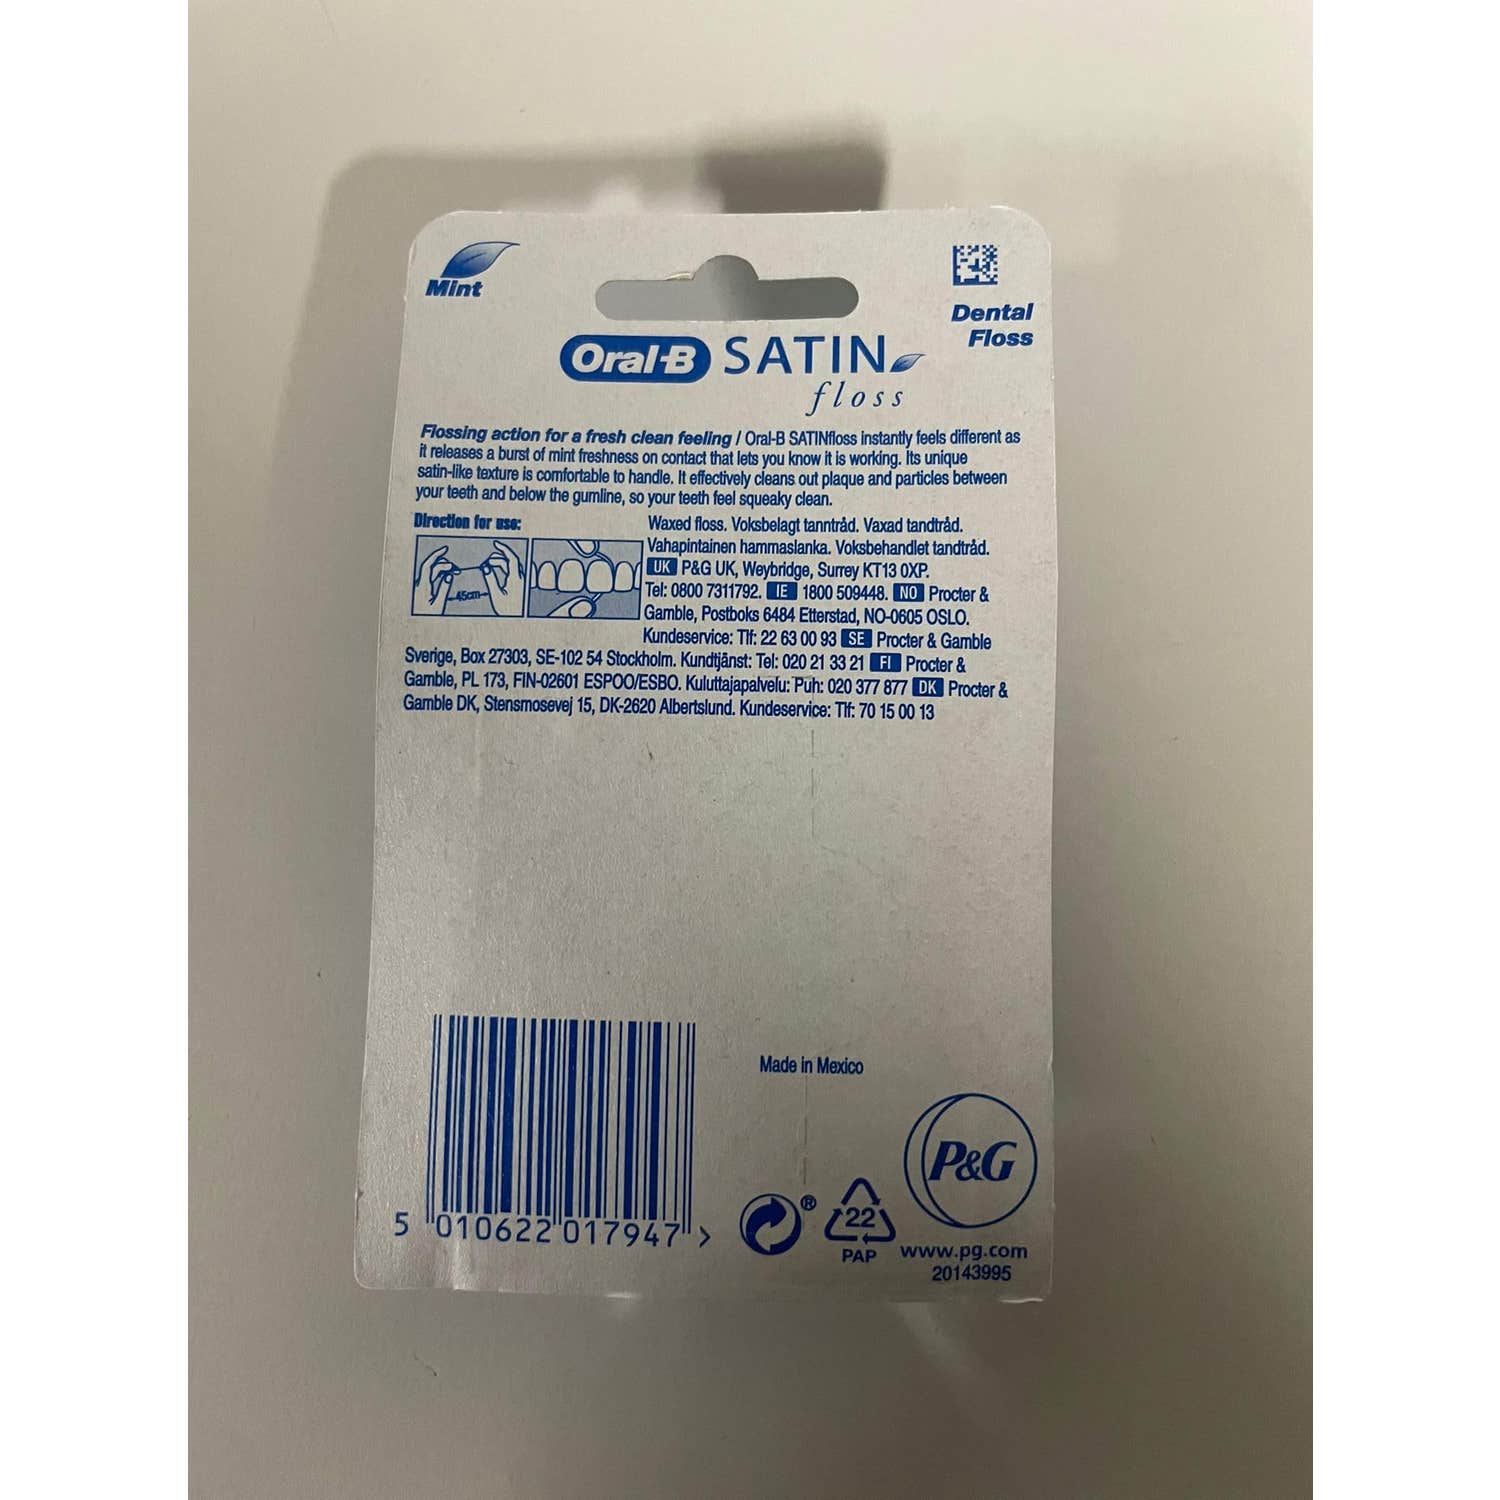 Mint
Dental
Floss
Oral-B SATIN
floss
Flossing action for a fresh clean feeling / Oral-B SATINfloss instantly feels different as
it releases a burst of mint freshness on contact that lets you know it is working. Its unique
satin-like texture is comfortable to handle. It effectively cleans out plaque and particles between
your teeth and below the gumline, so your teeth feel squeaky clean.
Direction for use:
45cm
Waxed floss. Voksbelagt tanntråd. Vaxad tandtråd.
Vahapintainen hammaslanka. Voksbehandlet tandtråd.
UK P&G UK, Weybridge, Surrey KT13 0XP.
Tel: 0800 7311792. IE 1800 509448. NO Procter &
Gamble, Postboks 6484 Etterstad, NO-0605 OSLO.
Kundeservice: Tlf: 22 63 00 93 SE Procter & Gamble
Sverige, Box 27303, SE-102 54 Stockholm. Kundtjänst: Tel: 020 21 33 21 FI Procter &
Gamble, PL 173, FIN-02601 ESPOO/ESBO. Kuluttajapalvelu: Puh: 020 377 877 DK Procter &
Gamble DK, Stensmosevej 15, DK-2620 Albertslund. Kundeservice: Tlf: 70 15 00 13
Made in Mexico
P&G
5 010622 017947 >
®
22
PAP
www.pg.com
20143995